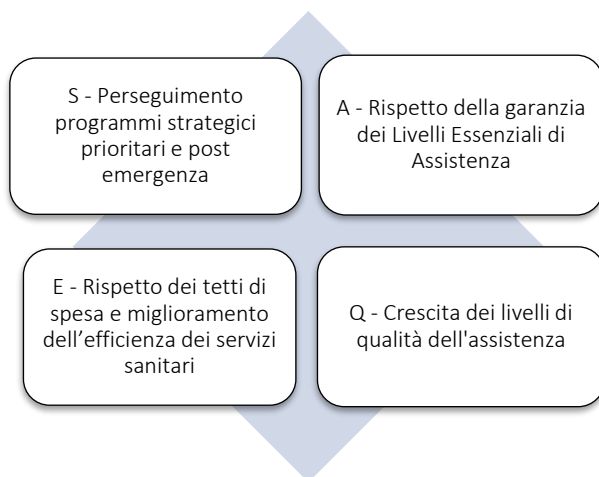 S - Perseguimento
programmi strategici
prioritari e post
emergenza
A - Rispetto della garanzia
dei Livelli Essenziali di
Assistenza
E - Rispetto dei tetti di
spesa e miglioramento
dell’efficienza dei servizi
sanitari
Q - Crescita dei livelli di
qualità dell'assistenza